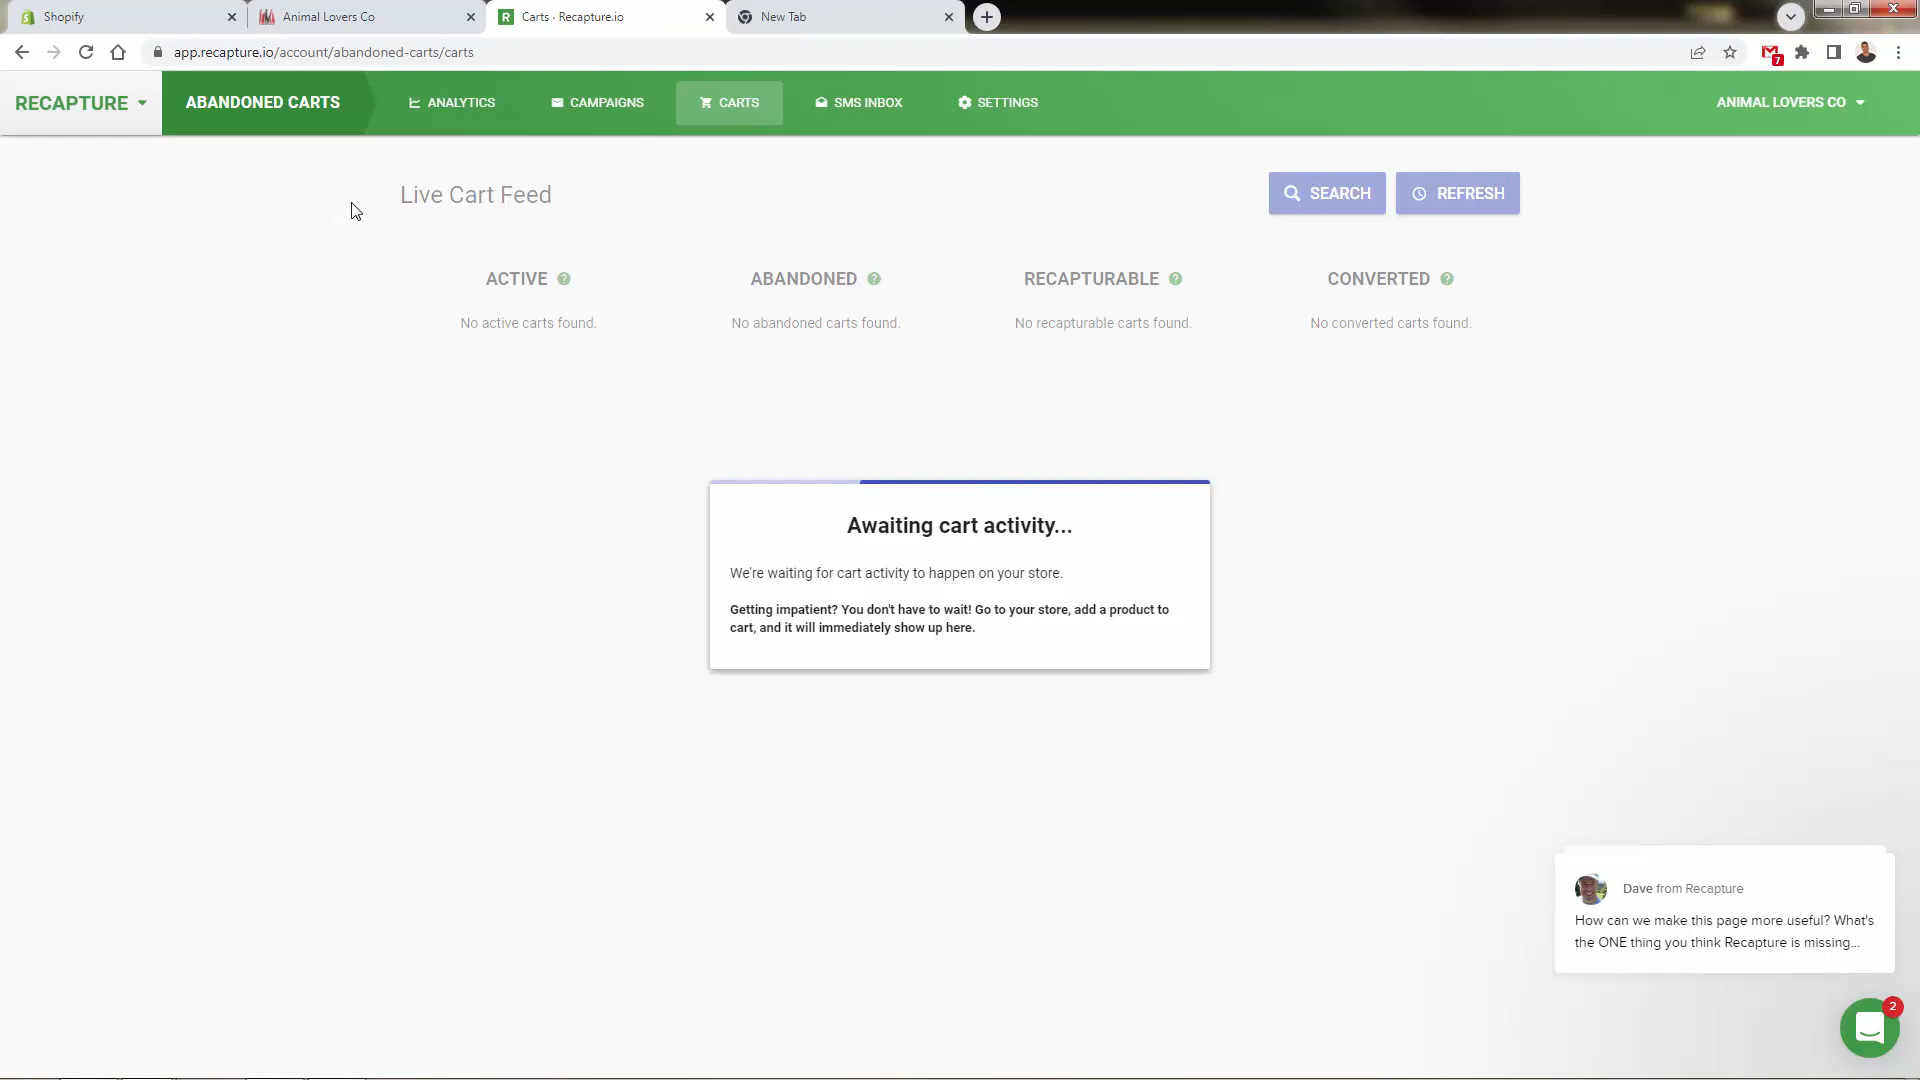 Shopify
Animal Lovers Co
Carts · Recapture.io
New Tab
app.recapture.io/account/abandoned-carts/carts
7
RECAPTURE
ABANDONED CARTS
ANALYTICS
CAMPAIGNS
CARTS
SMS INBOX
SETTINGS
ANIMAL LOVERS CO
Live Cart Feed
SEARCH
REFRESH
ACTIVE ?
ABANDONED ?
RECAPTURABLE ?
CONVERTED ?
No active carts found.
No abandoned carts found.
No recapturable carts found.
No converted carts found.
Awaiting cart activity...
We're waiting for cart activity to happen on your store.
Getting impatient? You don't have to wait! Go to your store, add a product to
cart, and it will immediately show up here.
Dave from Recapture
How can we make this page more useful? What's
the ONE thing you think Recapture is missing...
2